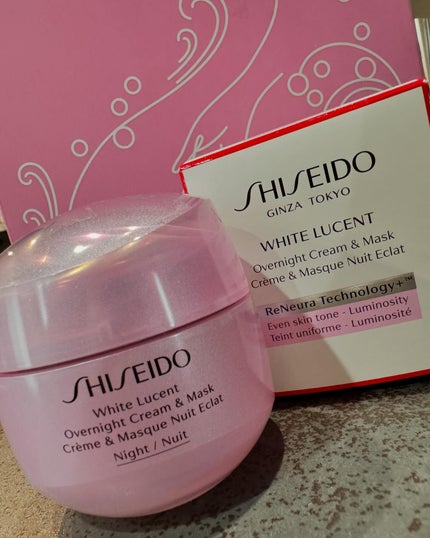 SHISEIDO
GINZA TOKYO
WHITE LUCENT
Overnight Cream & Mask
Crème & Masque Nuit Eclat
ReNeura Technology+™
Even skin tone - Luminosity
Teint uniforme - Luminosité
SHISEIDO
White Lucent
Overnight Cream & Mask
Crème & Masque Nuit Eclat
Night / Nuit